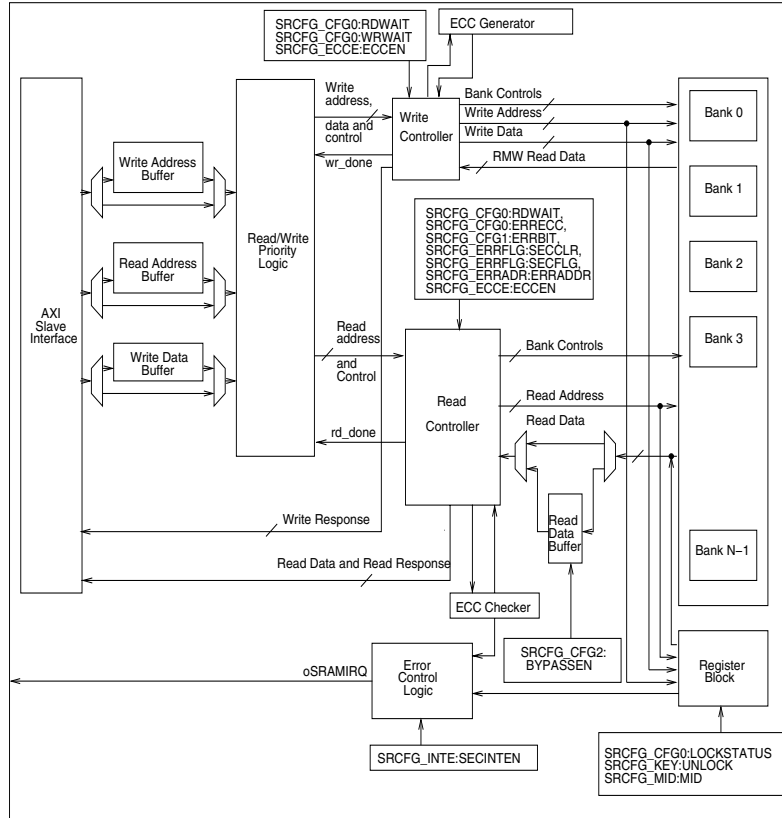 SRCFG_CFG0:RDWAIT
SRCFG_CFG0:WRWAIT
SRCFG_ECCE:ECCEN
ECC Generator
AXI
Slave
Interface
Write Address
Buffer
Read Address
Buffer
Write Data
Buffer
Read/Write
Priority
Logic
Write
address,
data and
control
wr_done
Write
Controller
Bank Controls
Write Address
Write Data
RMW Read Data
Bank 0
Bank 1
Bank 2
Bank 3
Bank N-1
SRCFG_CFG0:RDWAIT,
SRCFG_CFG0:ERRECC,
SRCFG_CFG1:ERRBIT
SRCFG_ERRFLG:SECCLR
SRCFG_ERRFLG:SECFLG,
SRCFG_ERRADR:ERRADDR
SRCFG_ECCE:ECCEN
Read
address
and
Control
rd_done
Read
Controller
Bank Controls
Read Address
Read Data
Read
Data
Buffer
Write Response
Read Data and Read Response
ECC Checker
SRCFG_CFG2:
BYPASSEN
oSRAMIRQ
Error
Control
Logic
Register
Block
SRCFG_INTE:SECINTEN
SRCFG_CFG0:LOCKSTATUS
SRCFG_KEY:UNLOCK
SRCFG_MID:MID